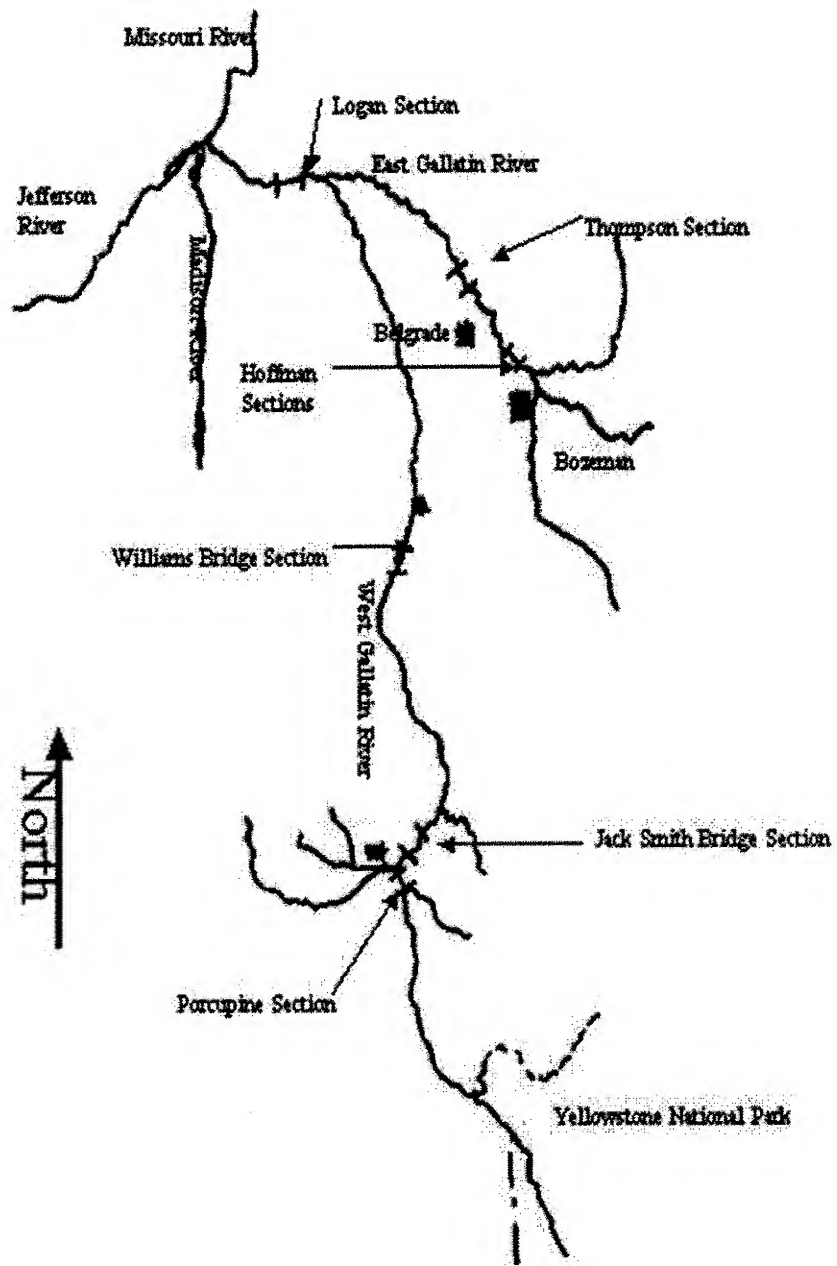 Missouri River
Logan Section
East Gallatin River
Jefferson
River
Thompson Section
Madison River
Belgrade
Hoffman
Sections
Bozeman
Williams Bridge Section
West Gallatin River
North
Jack Smith Bridge Section
Porcupine Section
Yellowstone National Park